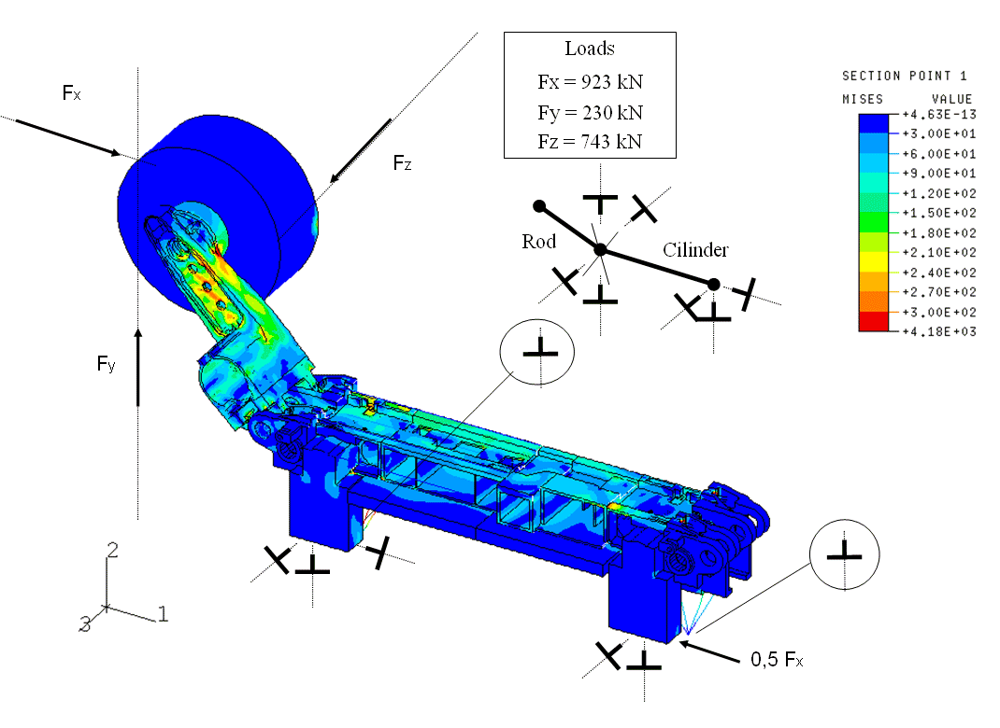 Loads
Fx = 923 kN
Fy = 230 kN
Fz = 743 kN
SECTION POINT 1
MISES VALUE
+4.63E-13
+3.00E+01
+6.00E+01
+9.00E+01
+1.20E+02
+1.50E+02
+1.80E+02
+2.10E+02
+2.40E+02
+2.70E+02
+3.00E+02
+4.18E+03
Fx
Fz
Rod
Cilinder
Fy
2
3
1
0,5 Fx